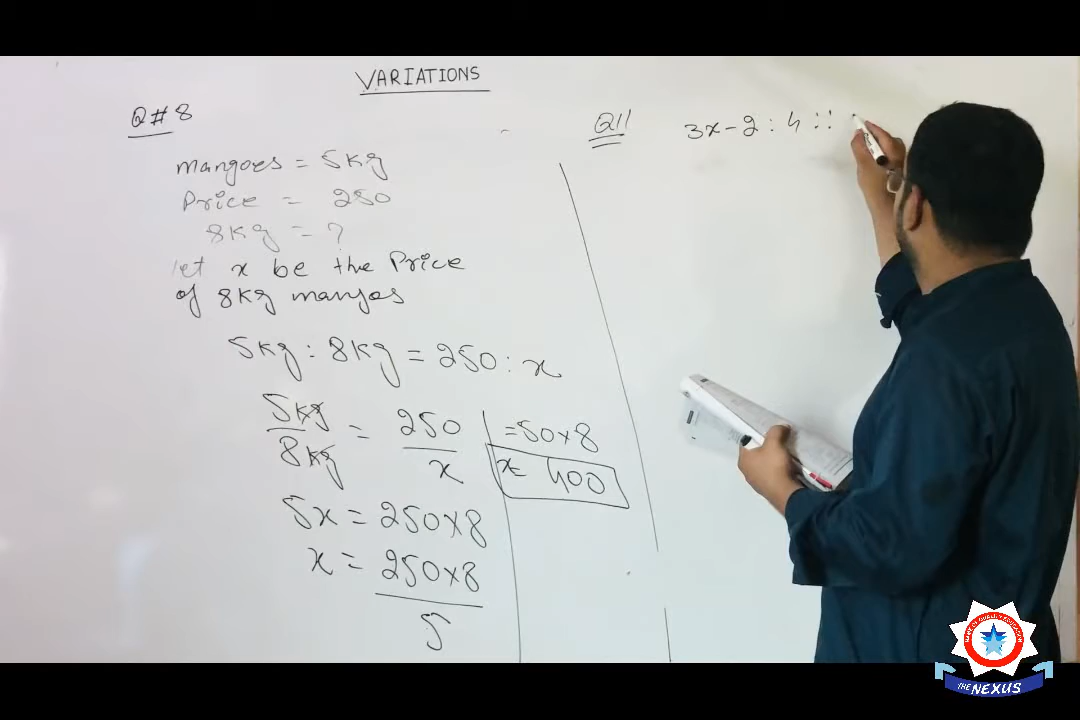 VARIATIONS
Q#8
mangoes = 5kg
Price = 250
8kg = ?
let x be the Price
of 8kg mangos
5kg : 8kg = 250 : x
5kg/8kg = 250/x
5x = 250×8
x = 250×8/5
=50×8
x= 400
Q11
3x-2 : 4 ::
THE NEXUS